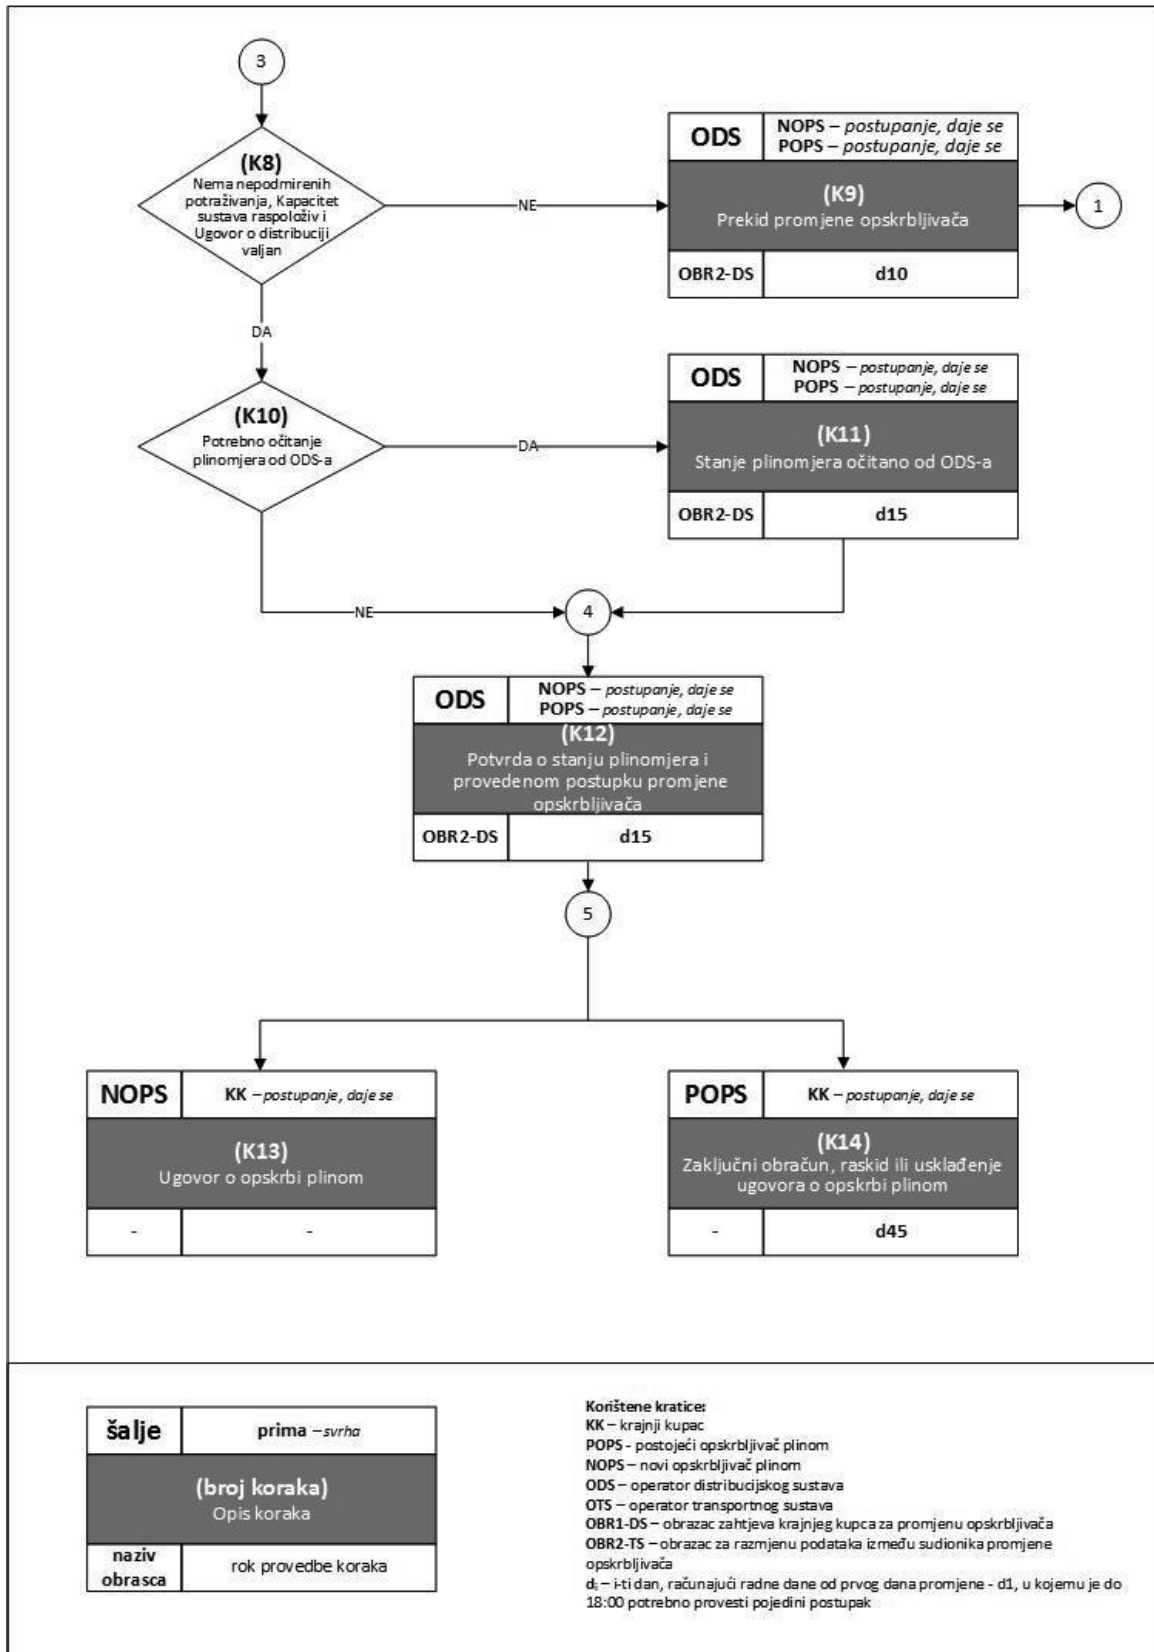 3
(K8)
Nema nepodmirenih
potraživanja, Kapacitet
sustava raspoloživ i
Ugovor o distribuciji
valjan
NE
ODS
NOPS – postupanje, daje se
POPS – postupanje, daje se
(K9)
Prekid promjene opskrbljivača
OBR2-DS
d10
1
DA
(K10)
Potrebno očitanje
plinomjera od ODS-a
DA
ODS
NOPS – postupanje, daje se
POPS – postupanje, daje se
(K11)
Stanje plinomjera očitano od ODS-a
OBR2-DS
d15
NE
4
ODS
NOPS – postupanje, daje se
POPS – postupanje, daje se
(K12)
Potvrda o stanju plinomjera i
provedenom postupku promjene
opskrbljivača
OBR2-DS
d15
5
NOPS
KK – postupanje, daje se
(K13)
Ugovor o opskrbi plinom
-
-
POPS
KK – postupanje, daje se
(K14)
Zaključni obračun, raskid ili usklađenje
ugovora o opskrbi plinom
-
d45
šalje
prima – svrha
(broj koraka)
Opis koraka
naziv
obrasca
rok provedbe koraka
Korištene kratice:
KK – krajnji kupac
POPS - postojeći opskrbljivač plinom
NOPS – novi opskrbljivač plinom
ODS – operator distribucijskog sustava
OTS – operator transportnog sustava
OBR1-DS – obrazac zahtjeva krajnjeg kupca za promjenu opskrbljivača
OBR2-TS – obrazac za razmjenu podataka između sudionika promjene
opskrbljivača
di – i-ti dan, računajući radne dane od prvog dana promjene - d1, u kojemu je do
18:00 potrebno provesti pojedini postupak